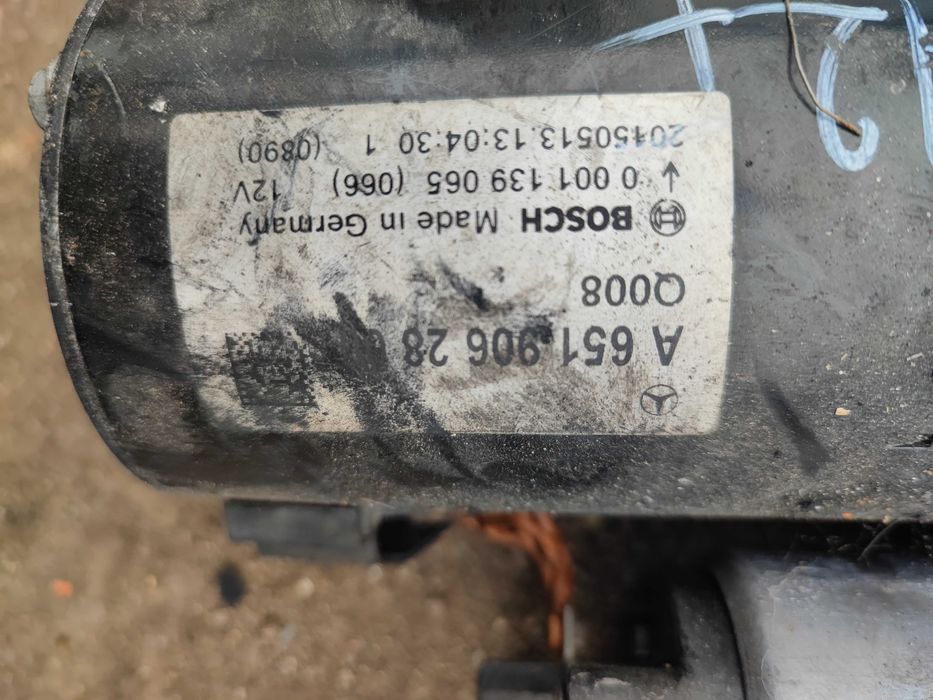 A 651 906 28
Q008
BOSCH Made in Germany
0 001 139 065 (066) 12V
20150513.13:04:30 1 (0890)